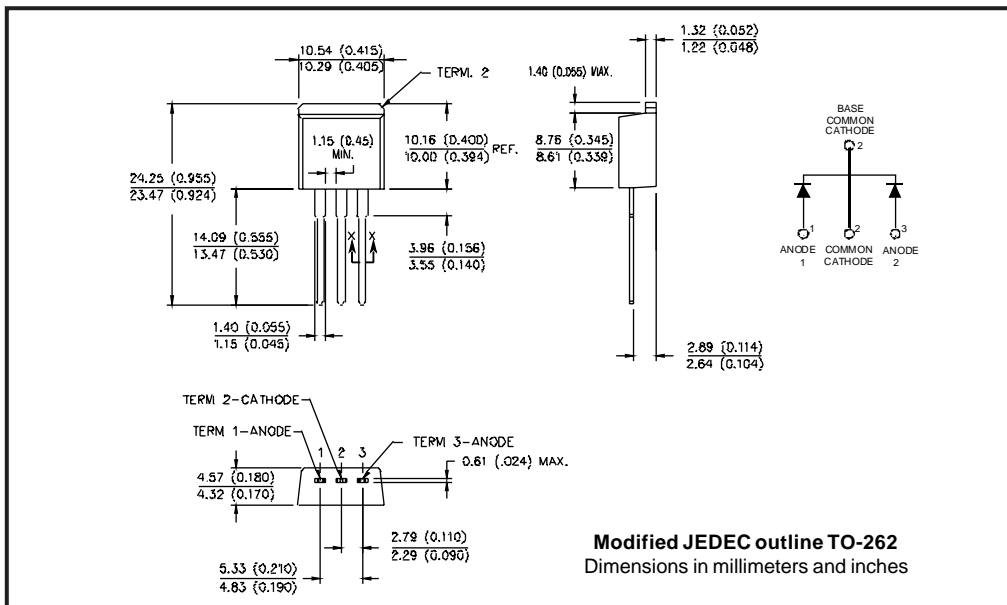 10.54 (0.415)
10.29 (0.405)
TERM. 2
1.32 (0.052)
1.22 (0.048)
1.40 (0.055) MAX.
1.15 (0.45)
MIN.
10.16 (0.400)
10.00 (0.394)
REF.
8.76 (0.345)
8.61 (0.339)
24.25 (0.955)
23.47 (0.924)
14.09 (0.555)
13.47 (0.530)
X X
3.96 (0.156)
3.55 (0.140)
1.40 (0.055)
1.15 (0.045)
2.89 (0.114)
2.64 (0.104)
BASE
COMMON
CATHODE
2
1 2 3
ANODE COMMON ANODE
1 CATHODE 2
TERM 2-CATHODE
TERM 1-ANODE
1 2 3
TERM 3-ANODE
0.61 (.024) MAX.
4.57 (0.180)
4.32 (0.170)
2.79 (0.110)
2.29 (0.090)
5.33 (0.210)
4.83 (0.190)
Modified JEDEC outline TO-262
Dimensions in millimeters and inches